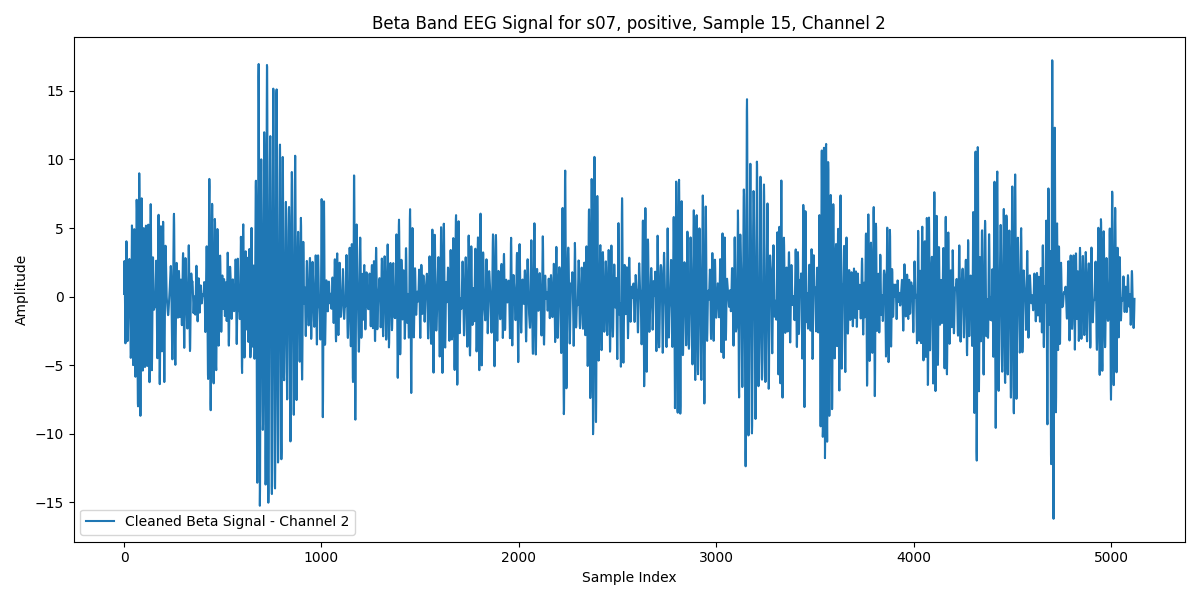 Beta Band EEG Signal for s07, positive, Sample 15, Channel 2
Amplitude
15
10
5
0
−5
−10
−15
Cleaned Beta Signal - Channel 2
0 1000 2000 3000 4000 5000
Sample Index